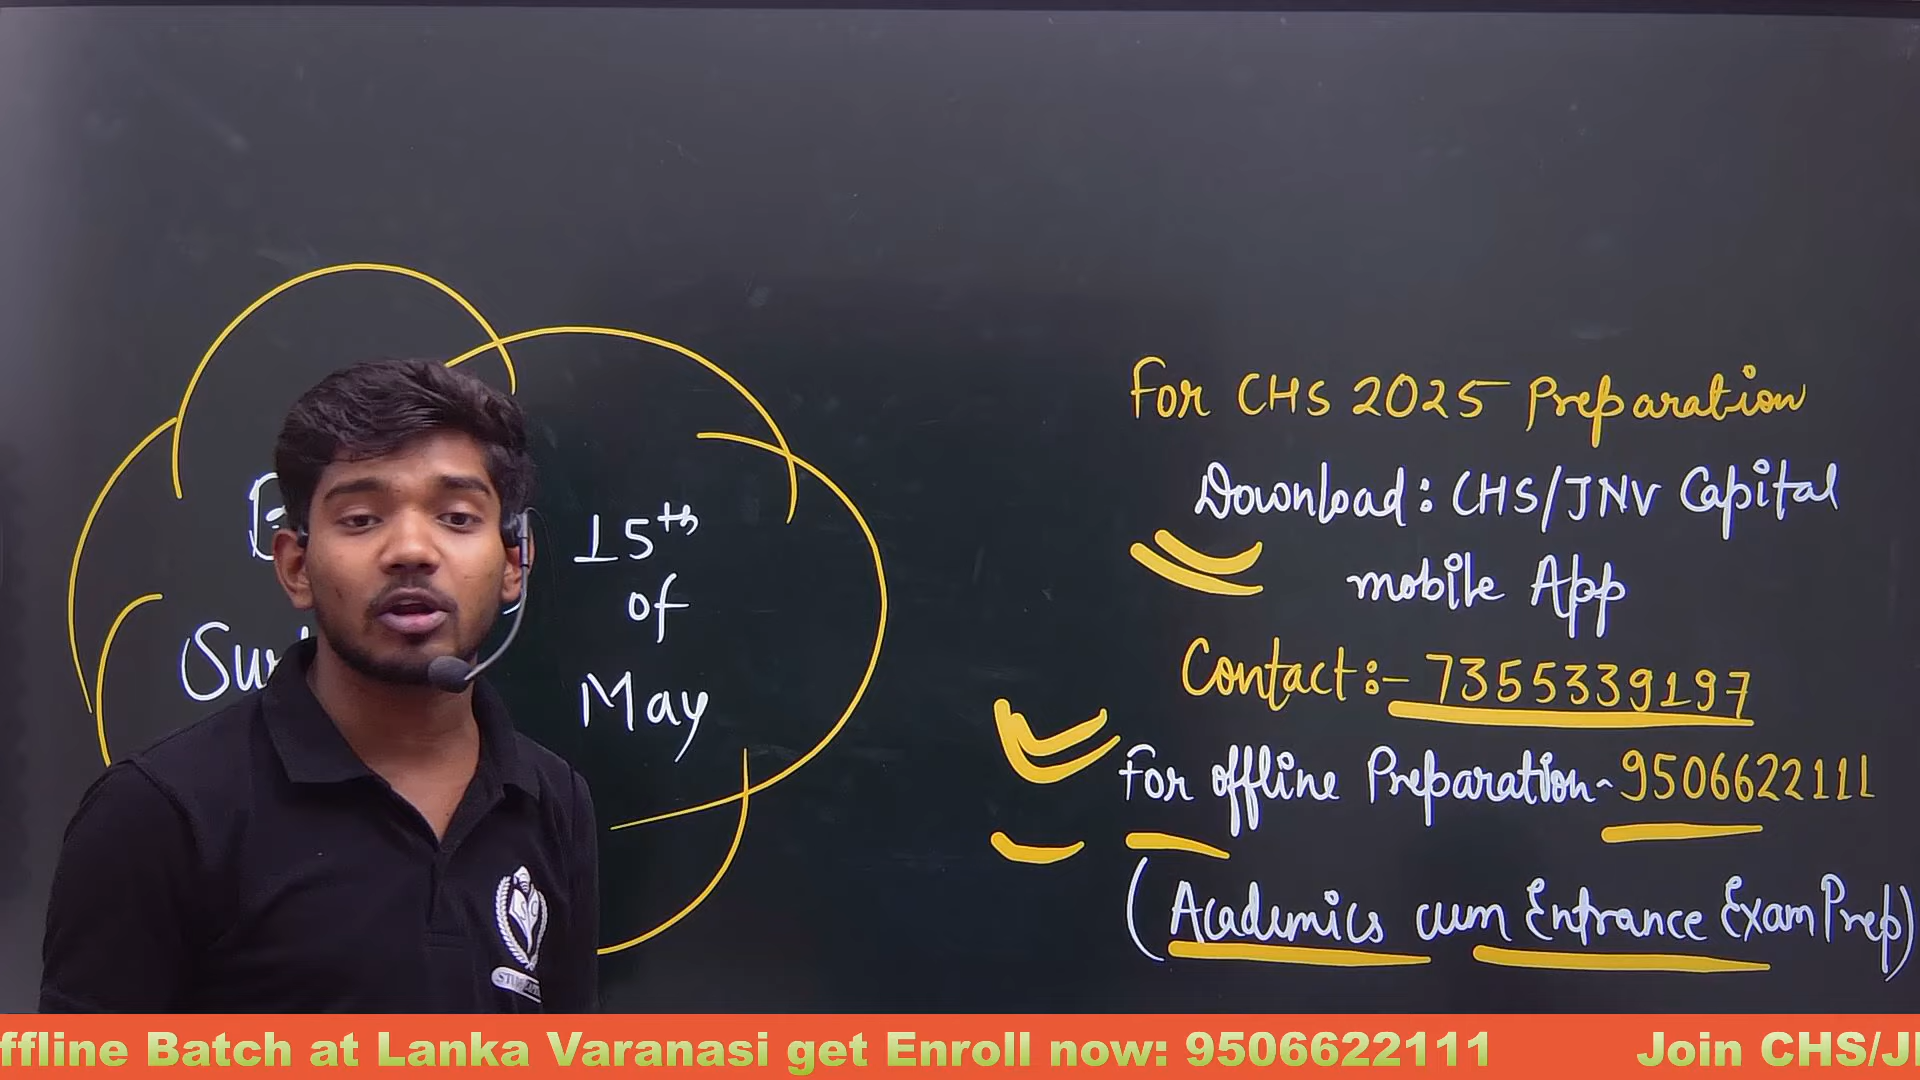 15th
of
May
For CHS 2025 Preparation
Download: CHS/JNV Capital
mobile App
Contact:- 7355339197
For offline Preparation- 9506622111
(Academics cum Entrance Exam Prep)
ffline Batch at Lanka Varanasi get Enroll now: 9506622111 Join CHS/J